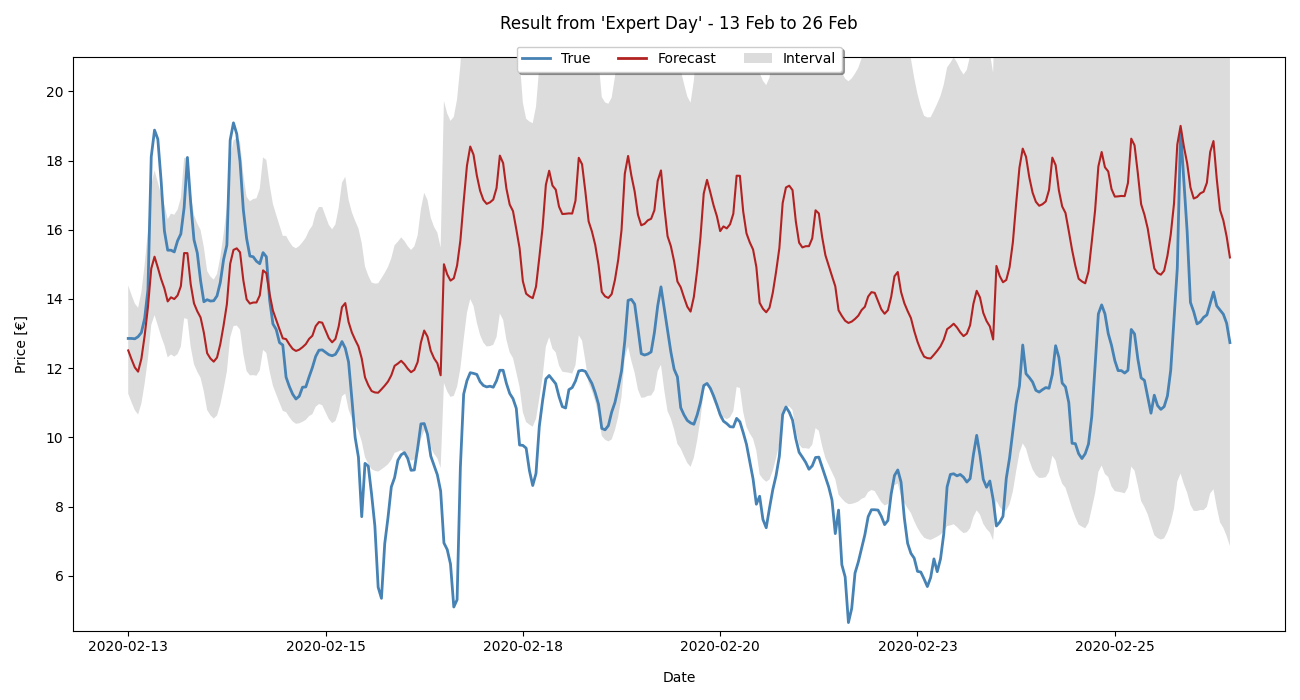 Result from 'Expert Day' - 13 Feb to 26 Feb
True Forecast Interval
Price [€]
20
18
16
14
12
10
8
6
2020-02-13 2020-02-15 2020-02-18 2020-02-20 2020-02-23 2020-02-25
Date